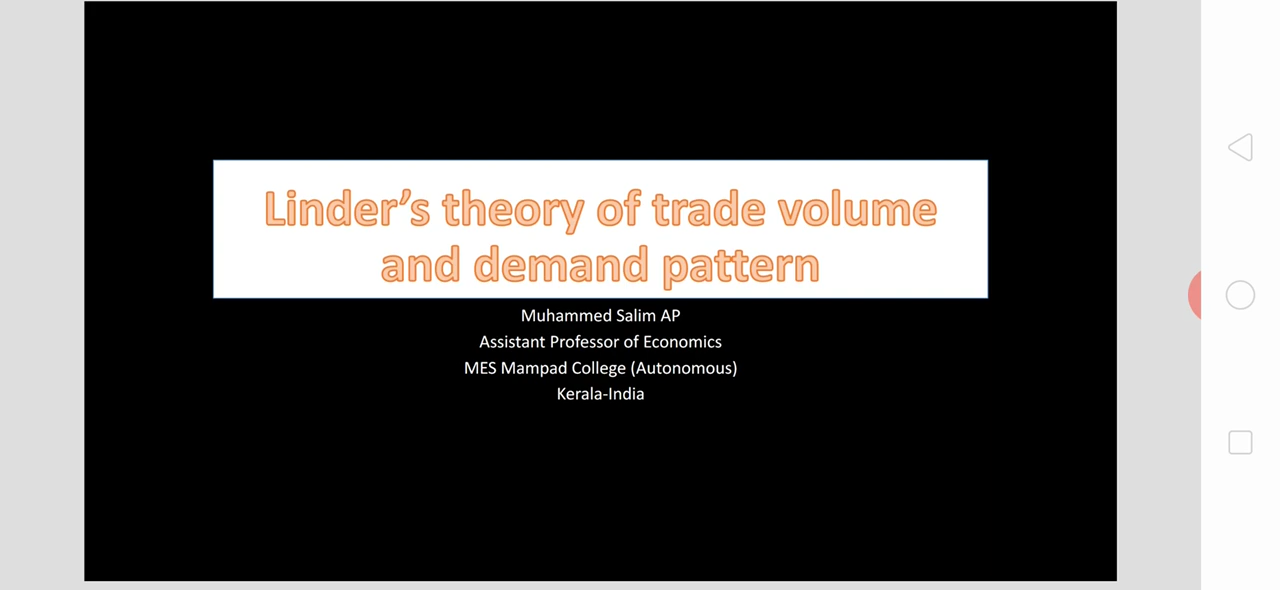 Linder’s theory of trade volume
and demand pattern
Muhammed Salim AP
Assistant Professor of Economics
MES Mampad College (Autonomous)
Kerala-India